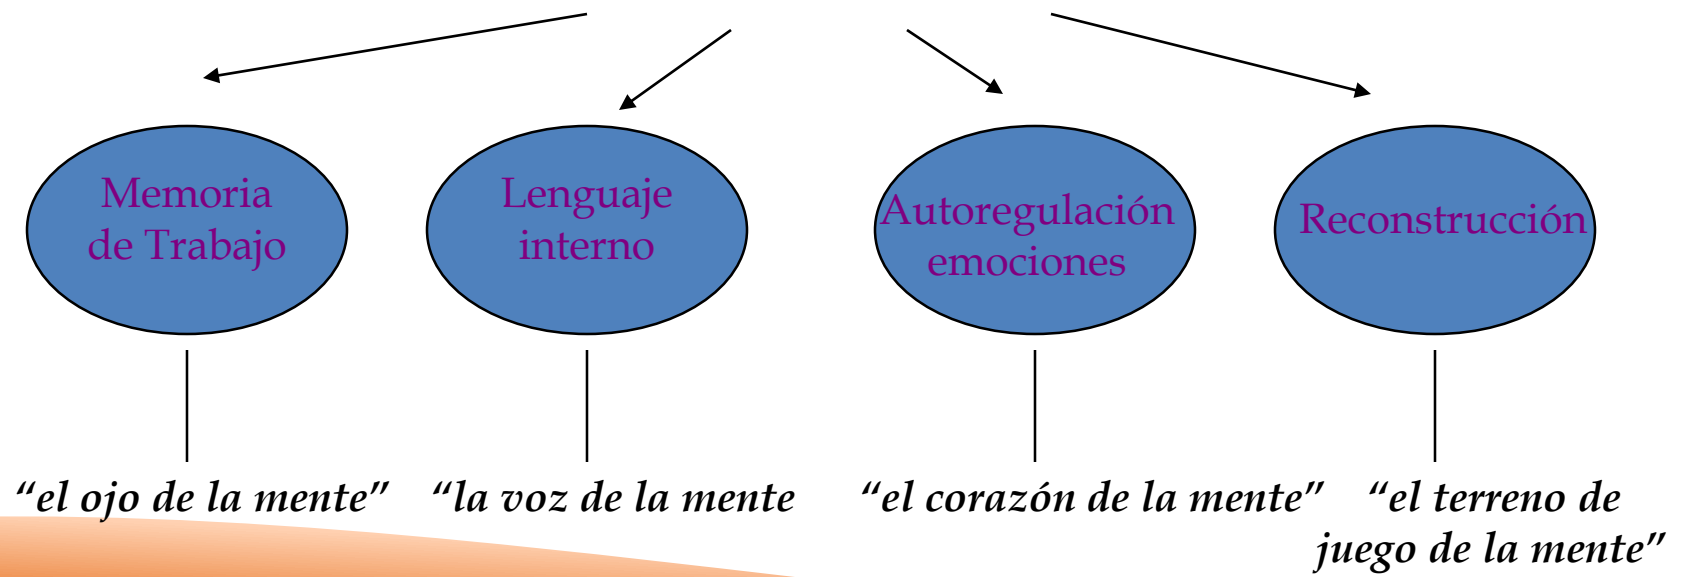 Memoria
de Trabajo
Lenguaje
interno
Autoregulación
emociones
Reconstrucción
“el ojo de la mente”
“la voz de la mente
“el corazón de la mente”
“el terreno de
juego de la mente”